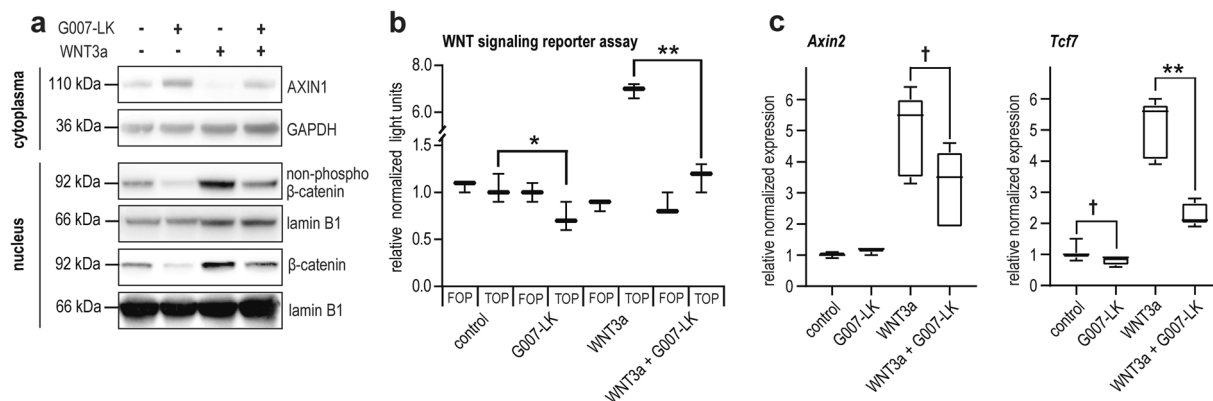 a
G007-LK - + - +
WNT3a - - + +
cytoplasma
110 kDa AXIN1
36 kDa GAPDH
nucleus
92 kDa non-phospho
β-catenin
66 kDa lamin B1
92 kDa β-catenin
66 kDa lamin B1
b
WNT signaling reporter assay
relative normalized light units
8.0
7.0
6.0
5.0
1.5
1.0
0.5
0.0
*
**
FOP TOP FOP TOP FOP TOP FOP TOP
control
G007-LK
WNT3a
WNT3a + G007-LK
c
Axin2
relative normalized expression
6
5
4
3
2
1
0
†
control
G007-LK
WNT3a
WNT3a + G007-LK
Tcf7
relative normalized expression
6
5
4
3
2
1
0
†
**
control
G007-LK
WNT3a
WNT3a + G007-LK